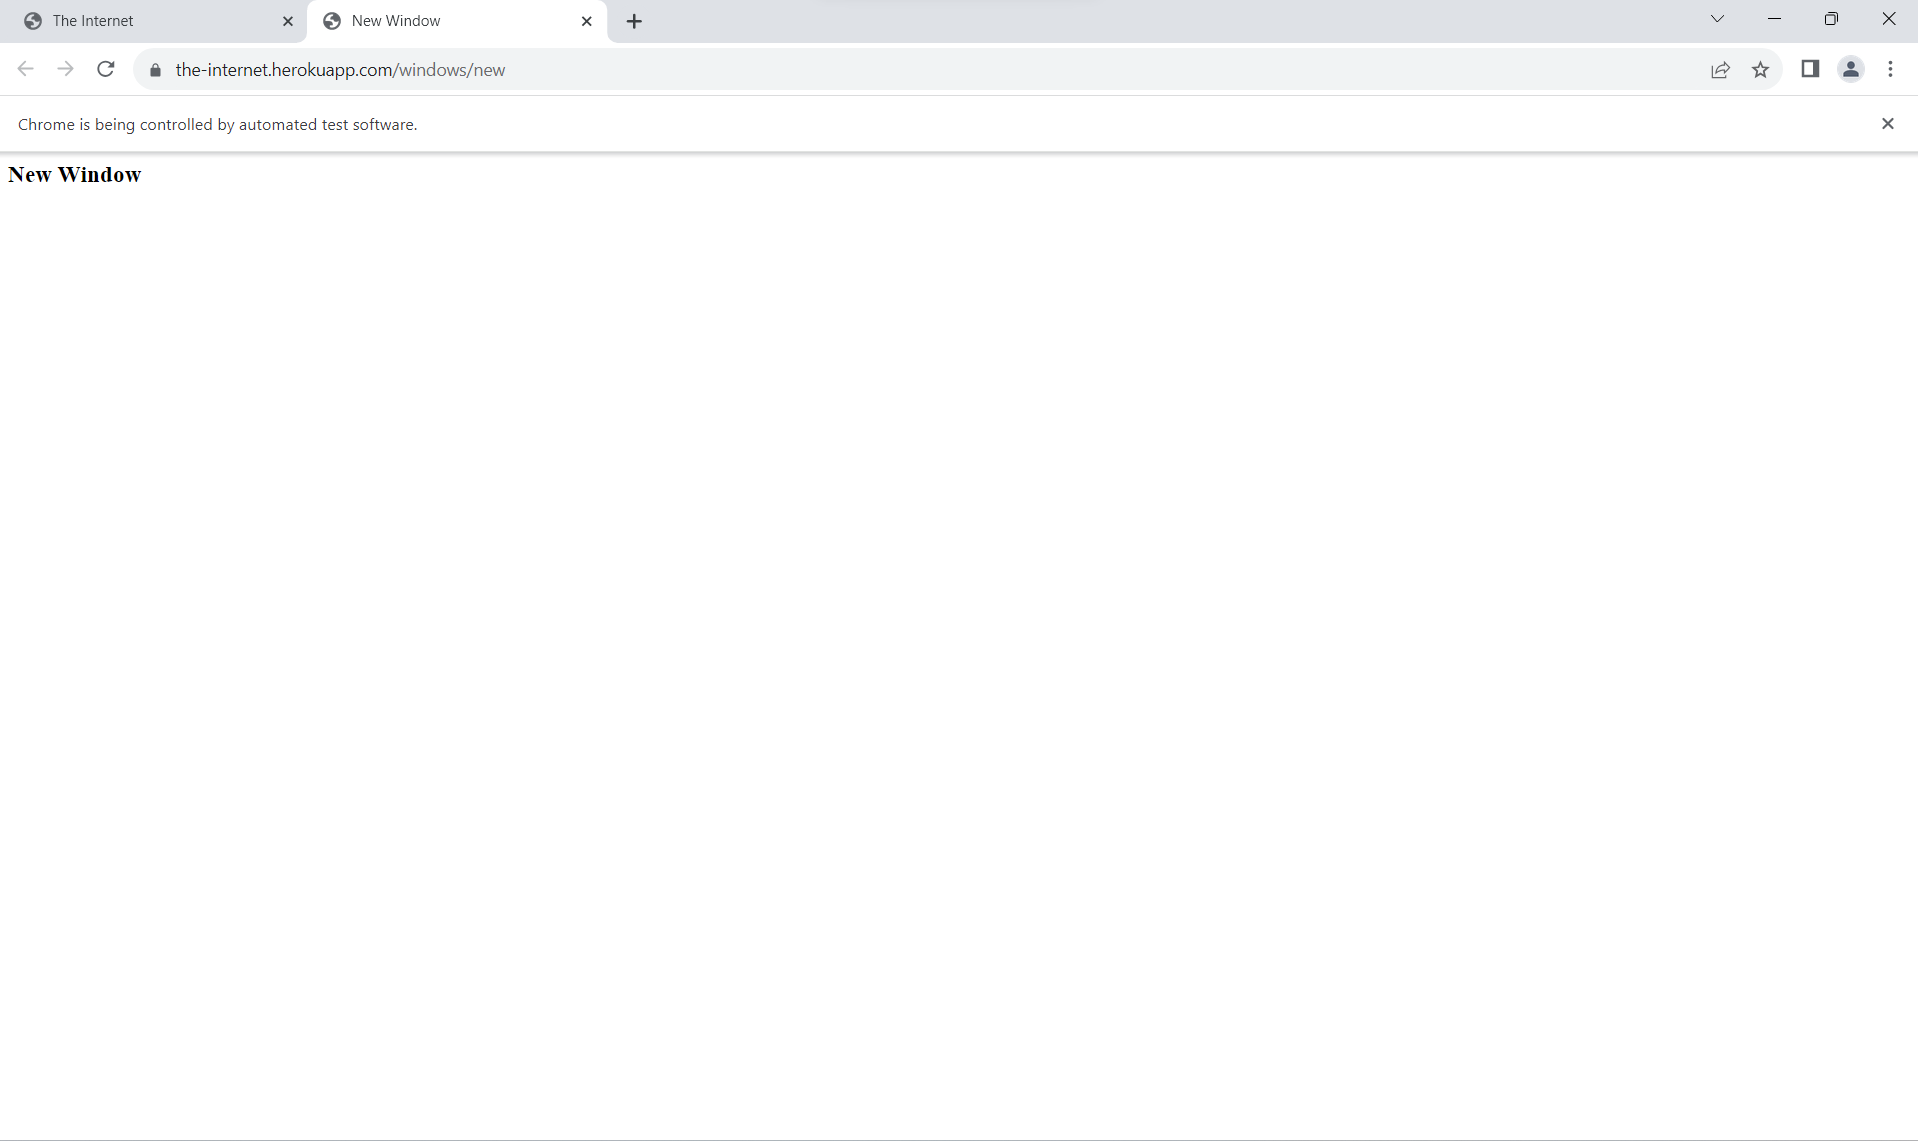 The Internet
New Window
the-internet.herokuapp.com/windows/new
Chrome is being controlled by automated test software.
New Window